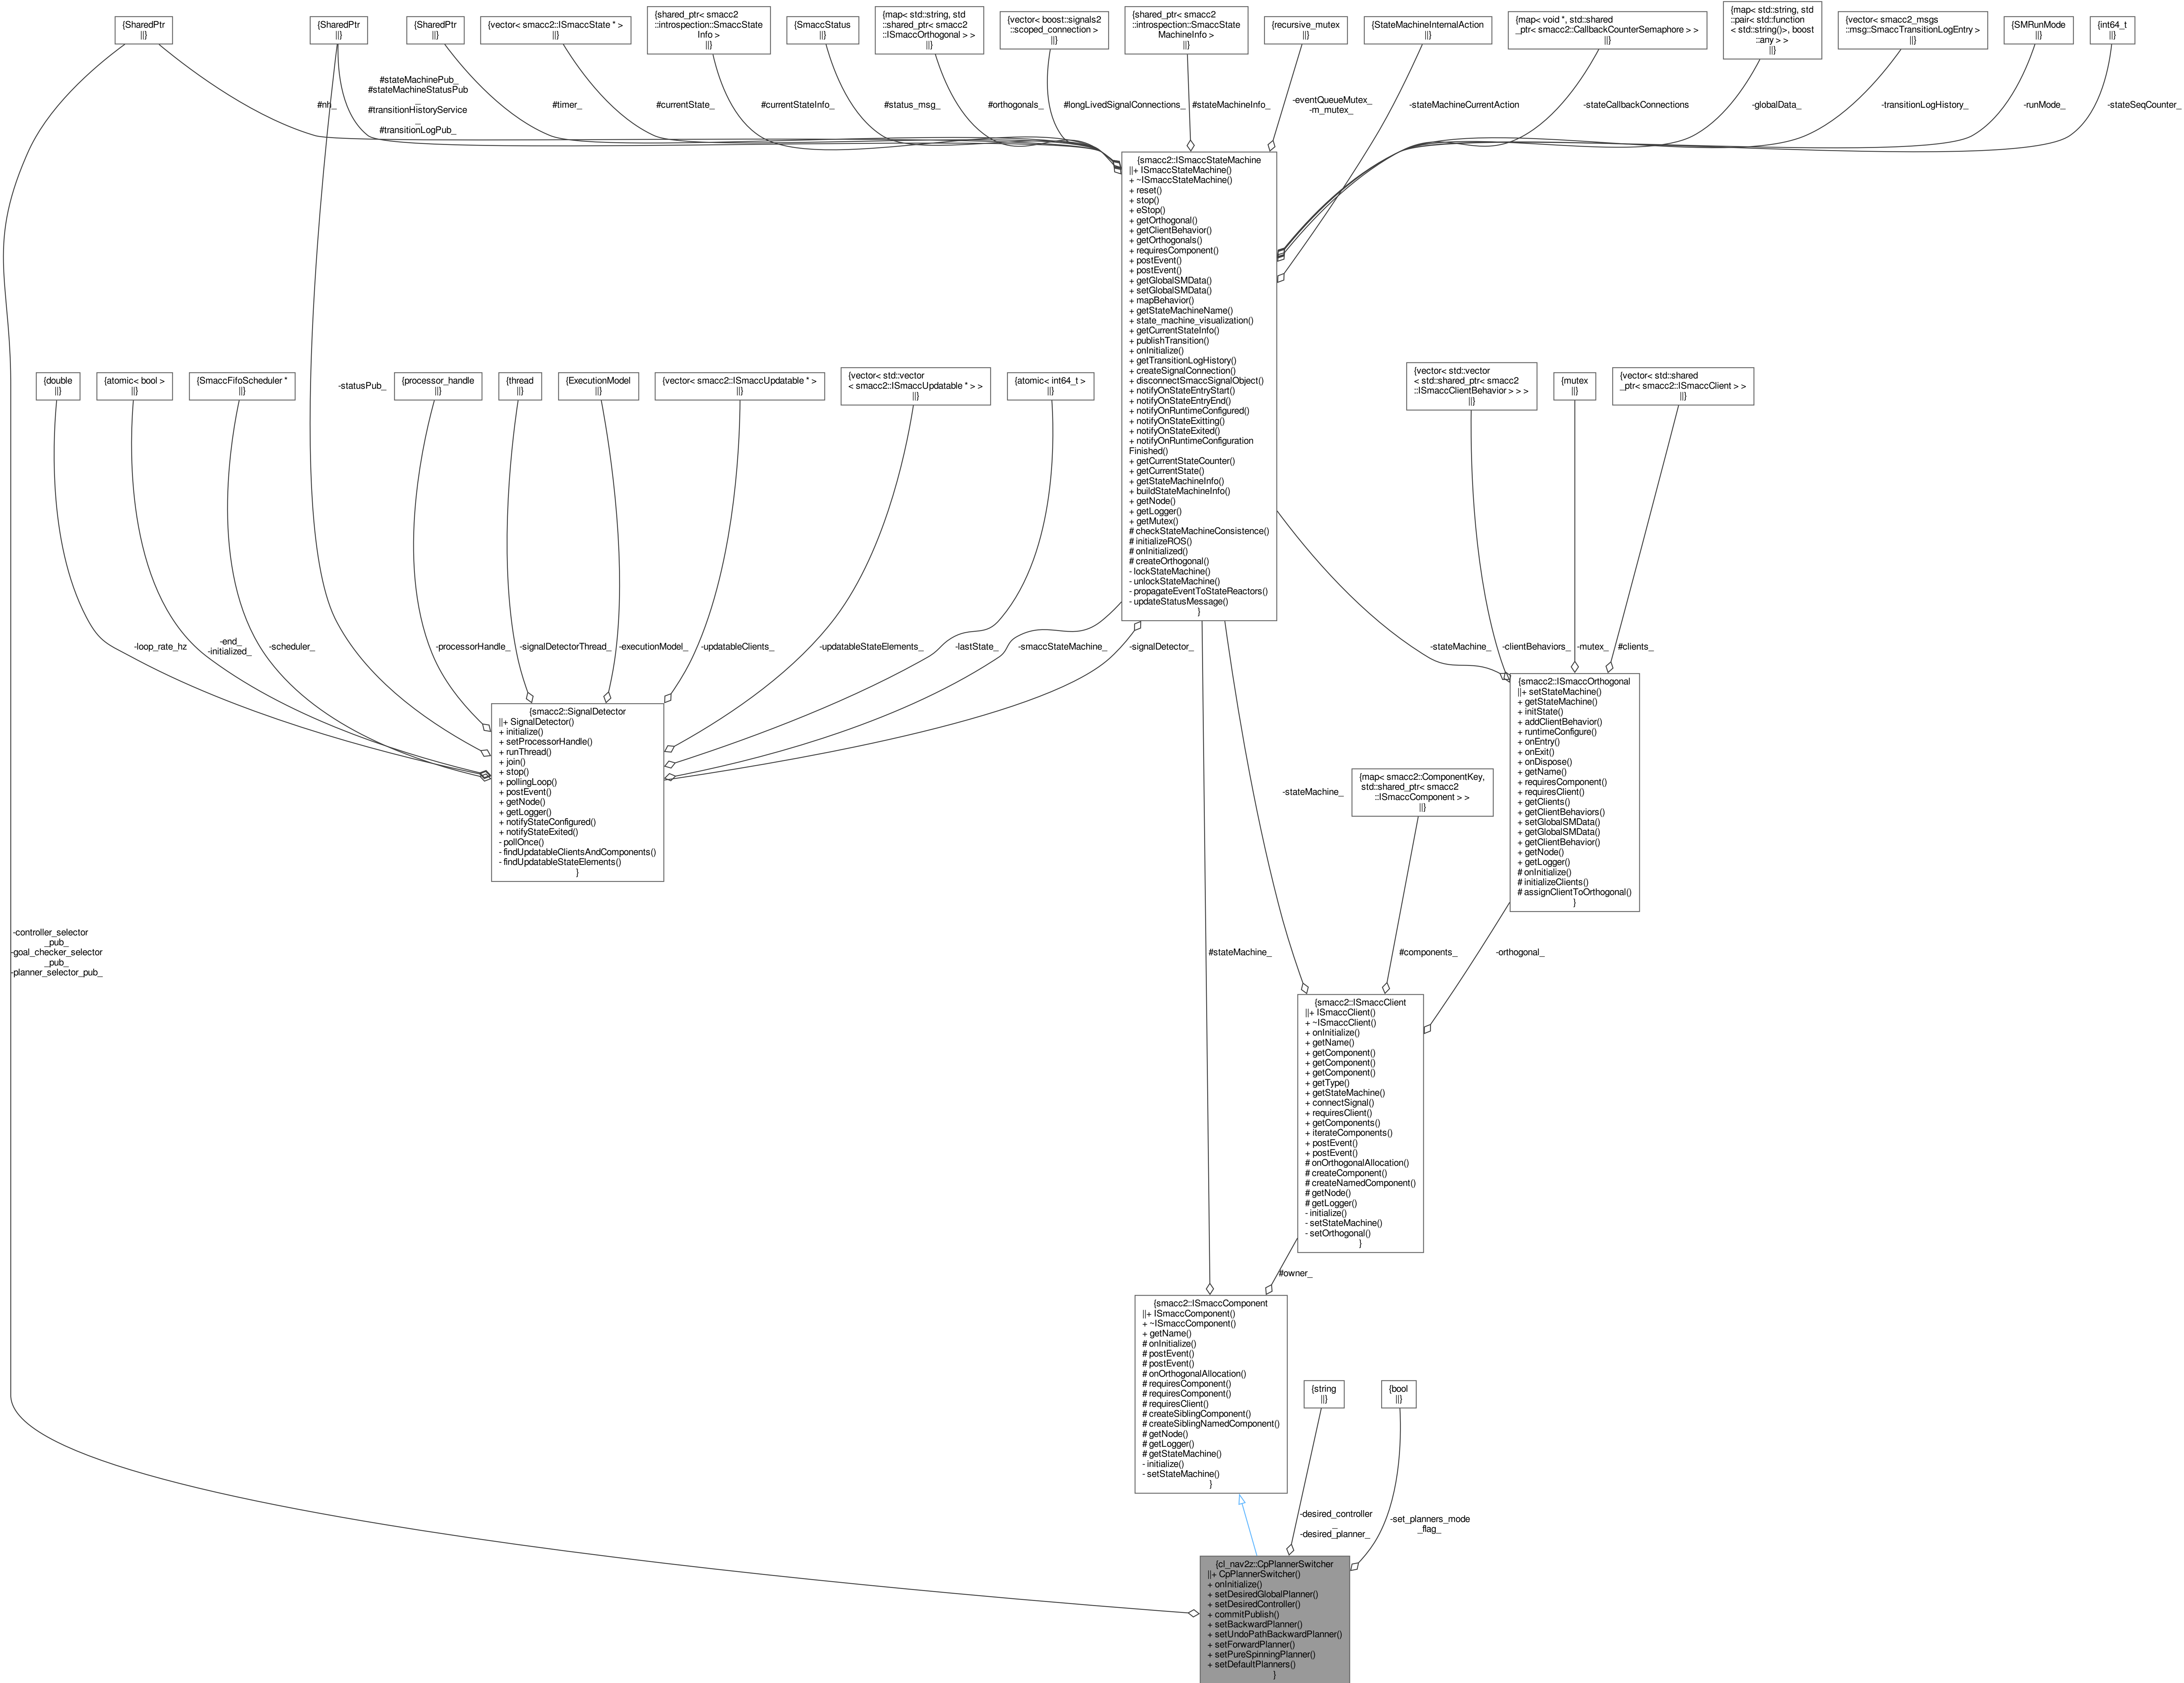 {SharedPtr
||}
{SharedPtr
||}
{SharedPtr
||}
{vector< smacc2::ISmaccState * >
||}
{shared_ptr< smacc2
::introspection::SmaccState
Info >
||}
{SmaccStatus
||}
{map< std::string, std
::shared_ptr< smacc2
::ISmaccOrthogonal > >
||}
{vector< boost::signals2
::scoped_connection >
||}
{shared_ptr< smacc2
::introspection::SmaccState
MachineInfo >
||}
{recursive_mutex
||}
{StateMachineInternalAction
||}
{map< void *, std::shared
_ptr< smacc2::CallbackCounterSemaphore > >
||}
{map< std::string, std
::pair< std::function
< std::string()>, boost
::any > >
||}
{vector< smacc2_msgs
::msg::SmaccTransitionLogEntry >
||}
{SMRunMode
||}
{int64_t
||}
#nh_
#stateMachinePub_
#stateMachineStatusPub
_
#transitionHistoryService
_
#transitionLogPub_
#timer_
#currentState_
#currentStateInfo_
#status_msg_
#orthogonals_
#longLivedSignalConnections_
#stateMachineInfo_
-eventQueueMutex_
-m_mutex_
-stateMachineCurrentAction
-stateCallbackConnections
-globalData_
-transitionLogHistory_
-runMode_
-stateSeqCounter_
{smacc2::ISmaccStateMachine
||+ ISmaccStateMachine()
+ ~ISmaccStateMachine()
+ reset()
+ stop()
+ eStop()
+ getOrthogonal()
+ getClientBehavior()
+ getOrthogonals()
+ requiresComponent()
+ postEvent()
+ postEvent()
+ getGlobalSMData()
+ setGlobalSMData()
+ mapBehavior()
+ getStateMachineName()
+ state_machine_visualization()
+ getCurrentStateInfo()
+ publishTransition()
+ onInitialize()
+ getTransitionLogHistory()
+ createSignalConnection()
+ disconnectSmaccSignalObject()
+ notifyOnStateEntryStart()
+ notifyOnStateEntryEnd()
+ notifyOnRuntimeConfigured()
+ notifyOnStateExitting()
+ notifyOnStateExited()
+ notifyOnRuntimeConfiguration
Finished()
+ getCurrentStateCounter()
+ getCurrentState()
+ getStateMachineInfo()
+ buildStateMachineInfo()
+ getNode()
+ getLogger()
+ getMutex()
# checkStateMachineConsistence()
# initializeROS()
# onInitialized()
# createOrthogonal()
- lockStateMachine()
- unlockStateMachine()
- propagateEventToStateReactors()
- updateStatusMessage()
}
{double
||}
{atomic< bool >
||}
{SmaccFifoScheduler *
||}
-statusPub_
{processor_handle
||}
{thread
||}
{ExecutionModel
||}
{vector< smacc2::ISmaccUpdatable * >
||}
{vector< std::vector
< smacc2::ISmaccUpdatable * > >
||}
{atomic< int64_t >
||}
{vector< std::vector
< std::shared_ptr< smacc2
::ISmaccClientBehavior > > >
||}
{mutex
||}
{vector< std::shared
_ptr< smacc2::ISmaccClient > >
||}
-loop_rate_hz
-end_
-initialized_
-scheduler_
-processorHandle_
-signalDetectorThread_
-executionModel_
-updatableClients_
-updatableStateElements_
-lastState_
-smaccStateMachine_
-signalDetector_
-stateMachine_
-clientBehaviors_
-mutex_
#clients_
{smacc2::SignalDetector
||+ SignalDetector()
+ initialize()
+ setProcessorHandle()
+ runThread()
+ join()
+ stop()
+ pollingLoop()
+ postEvent()
+ getNode()
+ getLogger()
+ notifyStateConfigured()
+ notifyStateExited()
- pollOnce()
- findUpdatableClientsAndComponents()
- findUpdatableStateElements()
}
{smacc2::ISmaccOrthogonal
||+ setStateMachine()
+ getStateMachine()
+ initState()
+ addClientBehavior()
+ runtimeConfigure()
+ onEntry()
+ onExit()
+ onDispose()
+ getName()
+ requiresComponent()
+ requiresClient()
+ getClients()
+ getClientBehaviors()
+ setGlobalSMData()
+ getGlobalSMData()
+ getClientBehavior()
+ getNode()
+ getLogger()
# onInitialize()
# initializeClients()
# assignClientToOrthogonal()
}
-stateMachine_
{map< smacc2::ComponentKey,
std::shared_ptr< smacc2
::ISmaccComponent > >
||}
-controller_selector
_pub_
-goal_checker_selector
_pub_
-planner_selector_pub_
#stateMachine_
#components_
-orthogonal_
{smacc2::ISmaccClient
||+ ISmaccClient()
+ ~ISmaccClient()
+ onInitialize()
+ getName()
+ getComponent()
+ getComponent()
+ getComponent()
+ getType()
+ getStateMachine()
+ connectSignal()
+ requiresClient()
+ getComponents()
+ iterateComponents()
+ postEvent()
+ postEvent()
# onOrthogonalAllocation()
# createComponent()
# createNamedComponent()
# getNode()
# getLogger()
- initialize()
- setStateMachine()
- setOrthogonal()
}
#owner_
{smacc2::ISmaccComponent
||+ ISmaccComponent()
+ ~ISmaccComponent()
+ getName()
# onInitialize()
# postEvent()
# postEvent()
# onOrthogonalAllocation()
# requiresComponent()
# requiresComponent()
# requiresClient()
# createSiblingComponent()
# createSiblingNamedComponent()
# getNode()
# getLogger()
# getStateMachine()
- initialize()
- setStateMachine()
}
{string
||}
{bool
||}
-desired_controller
_
-desired_planner_
-set_planners_mode
_flag_
{cl_nav2z::CpPlannerSwitcher
||+ CpPlannerSwitcher()
+ onInitialize()
+ setDesiredGlobalPlanner()
+ setDesiredController()
+ commitPublish()
+ setBackwardPlanner()
+ setUndoPathBackwardPlanner()
+ setForwardPlanner()
+ setPureSpinningPlanner()
+ setDefaultPlanners()
}